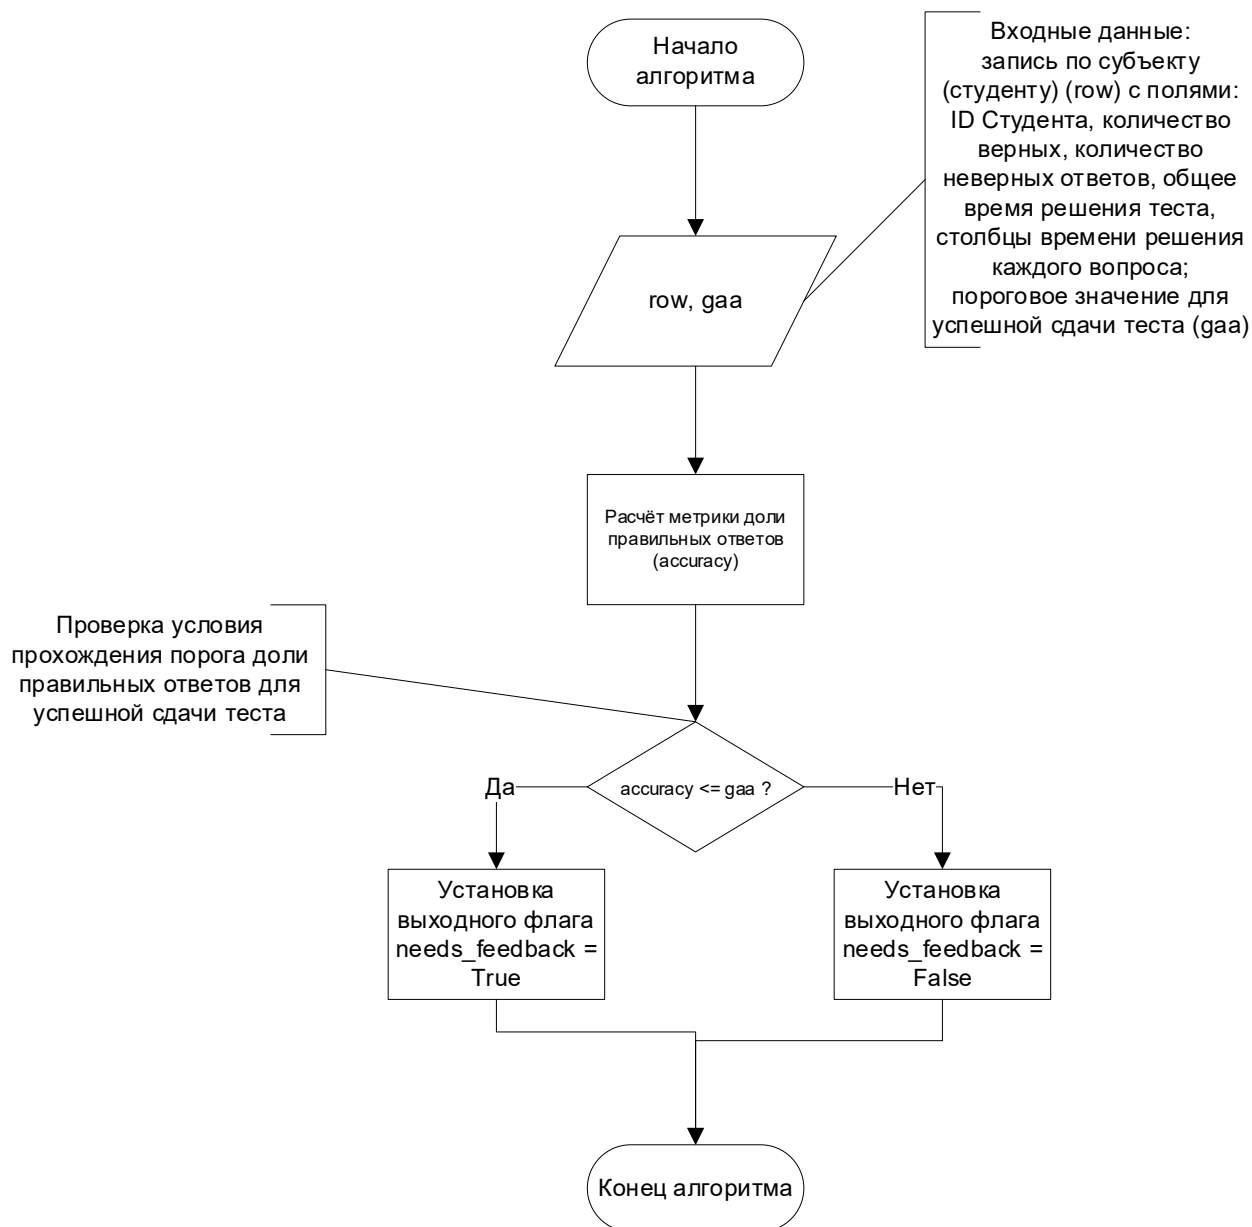 Начало
алгоритма
Входные данные:
запись по субъекту
(студенту) (row) с полями:
ID Студента, количество
верных, количество
неверных ответов, общее
время решения теста,
столбцы времени решения
каждого вопроса;
пороговое значение для
успешной сдачи теста (gaa)
row, gaa
Расчёт метрики доли
правильных ответов
(accuracy)
Проверка условия
прохождения порога доли
правильных ответов для
успешной сдачи теста
accuracy <= gaa ?
Да
Нет
Установка
выходного флага
needs_feedback =
True
Установка
выходного флага
needs_feedback =
False
Конец алгоритма